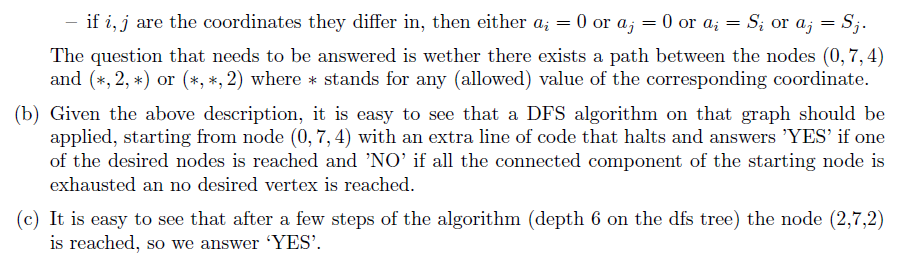 – if i, j are the coordinates they differ in, then either aᵢ = 0 or aⱼ = 0 or aᵢ = Sᵢ or aⱼ = Sⱼ.
The question that needs to be answered is wether there exists a path between the nodes (0, 7, 4)
and (∗, 2, ∗) or (∗, ∗, 2) where ∗ stands for any (allowed) value of the corresponding coordinate.
(b) Given the above description, it is easy to see that a DFS algorithm on that graph should be
applied, starting from node (0, 7, 4) with an extra line of code that halts and answers ’YES’ if one
of the desired nodes is reached and ’NO’ if all the connected component of the starting node is
exhausted an no desired vertex is reached.
(c) It is easy to see that after a few steps of the algorithm (depth 6 on the dfs tree) the node (2,7,2)
is reached, so we answer ‘YES’.